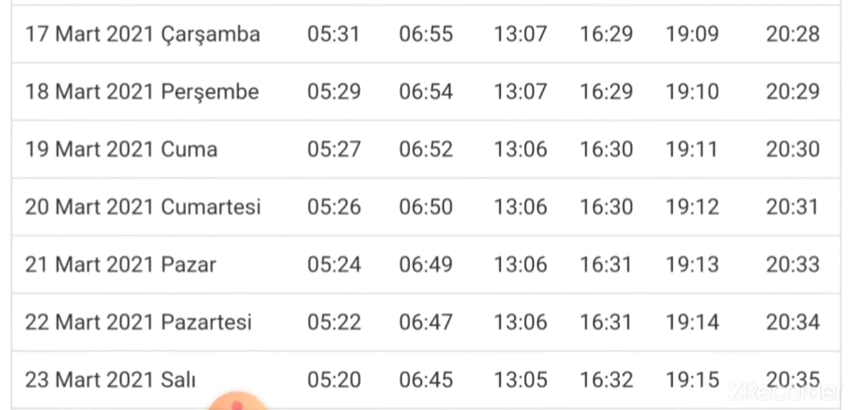 17 Mart 2021 Çarşamba 05:31 06:55 13:07 16:29 19:09 20:28
18 Mart 2021 Perşembe 05:29 06:54 13:07 16:29 19:10 20:29
19 Mart 2021 Cuma 05:27 06:52 13:06 16:30 19:11 20:30
20 Mart 2021 Cumartesi 05:26 06:50 13:06 16:30 19:12 20:31
21 Mart 2021 Pazar 05:24 06:49 13:06 16:31 19:13 20:33
22 Mart 2021 Pazartesi 05:22 06:47 13:06 16:31 19:14 20:34
23 Mart 2021 Salı 05:20 06:45 13:05 16:32 19:15 20:35
XRecorder